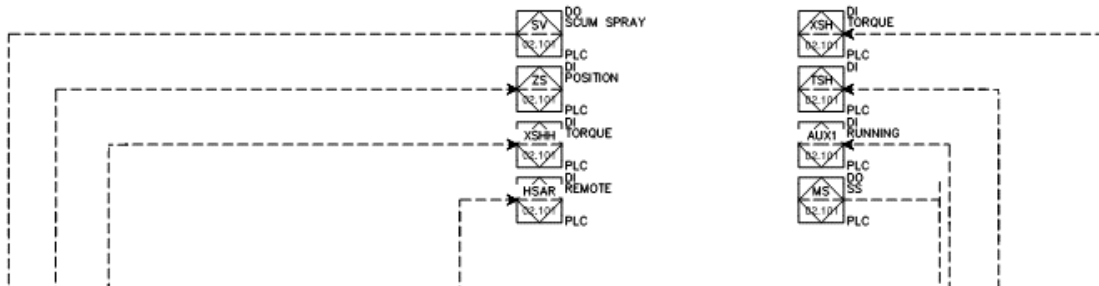 DO
SV SCUM SPRAY
02.101
PLC
DI
ZS POSITION
02.101
PLC
DI
XSHH TORQUE
02.101
PLC
DI
HSAR REMOTE
02.101
PLC
DI
XSH TORQUE
02.101
PLC
DI
TSH
02.101
PLC
DI
AUX1 RUNNING
02.101
PLC
DO
MS SS
02.101
PLC